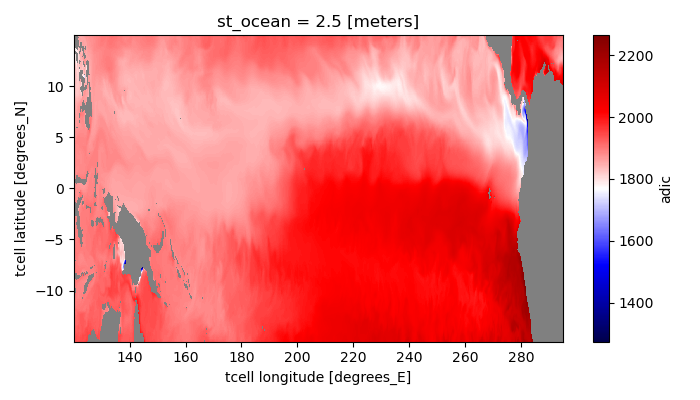 st_ocean = 2.5 [meters]
10
5
0
−5
−10
tcell latitude [degrees_N]
140 160 180 200 220 240 260 280
tcell longitude [degrees_E]
2200
2000
1800
1600
1400
adic